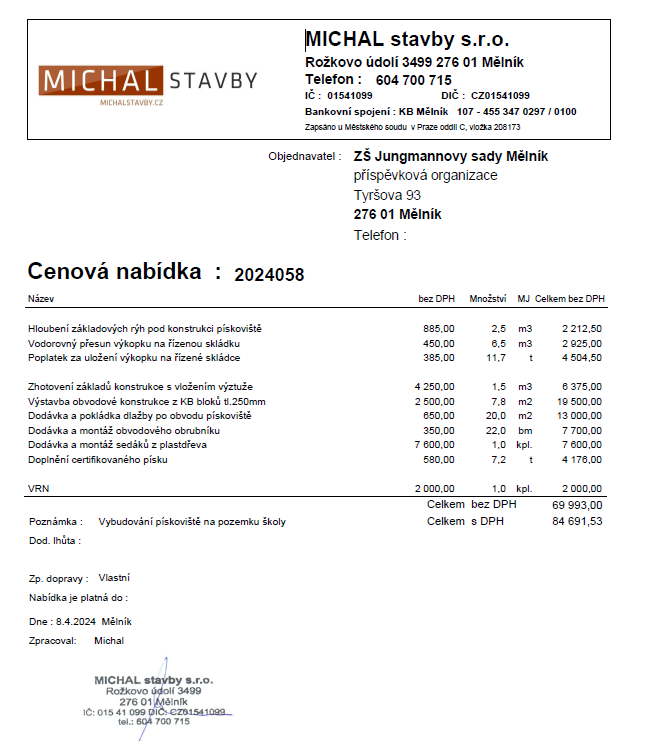 MICHAL STAVBY
MICHALSTAVBY.CZ
MICHAL stavby s.r.o.
Rožkovo údolí 3499 276 01 Mělník
Telefon : 604 700 715
IČ : 01541099 DIČ : CZ01541099
Bankovní spojení : KB Mělník 107 - 455 347 0297 / 0100
Zapsáno u Městského soudu v Praze oddíl C, vložka 208173
Objednavatel : ZŠ Jungmannovy sady Mělník
příspěvková organizace
Tyršova 93
276 01 Mělník
Telefon :
Cenová nabídka : 2024058
Název bez DPH Množství MJ Celkem bez DPH
Hloubení základových rýh pod konstrukci pískoviště 885,00 2,5 m3 2 212,50
Vodorovný přesun výkopku na řízenou skládku 450,00 6,5 m3 2 925,00
Poplatek za uložení výkopku na řízené skládce 385,00 11,7 t 4 504,50
Zhotovení základů konstrukce s vložením výztuže 4 250,00 1,5 m3 6 375,00
Výstavba obvodové konstrukce z KB bloků tl.250mm 2 500,00 7,8 m2 19 500,00
Dodávka a pokládka dlažby po obvodu pískoviště 650,00 20,0 m2 13 000,00
Dodávka a montáž obvodového obrubníku 350,00 22,0 bm 7 700,00
Dodávka a montáž sedáků z plastdřeva 7 600,00 1,0 kpl. 7 600,00
Doplnění certifikovaného písku 580,00 7,2 t 4 176,00
VRN 2 000,00 1,0 kpl. 2 000,00
Celkem bez DPH 69 993,00
Poznámka : Vybudování pískoviště na pozemku školy Celkem s DPH 84 691,53
Dod. lhůta :
Zp. dopravy : Vlastní
Nabídka je platná do :
Dne : 8.4.2024 Mělník
Zpracoval: Michal
MICHAL stavby s.r.o.
Rožkovo údolí 3499
276 01 Mělník
IČ: 015 41 099 DIČ: CZ01541099
tel.: 604 700 715